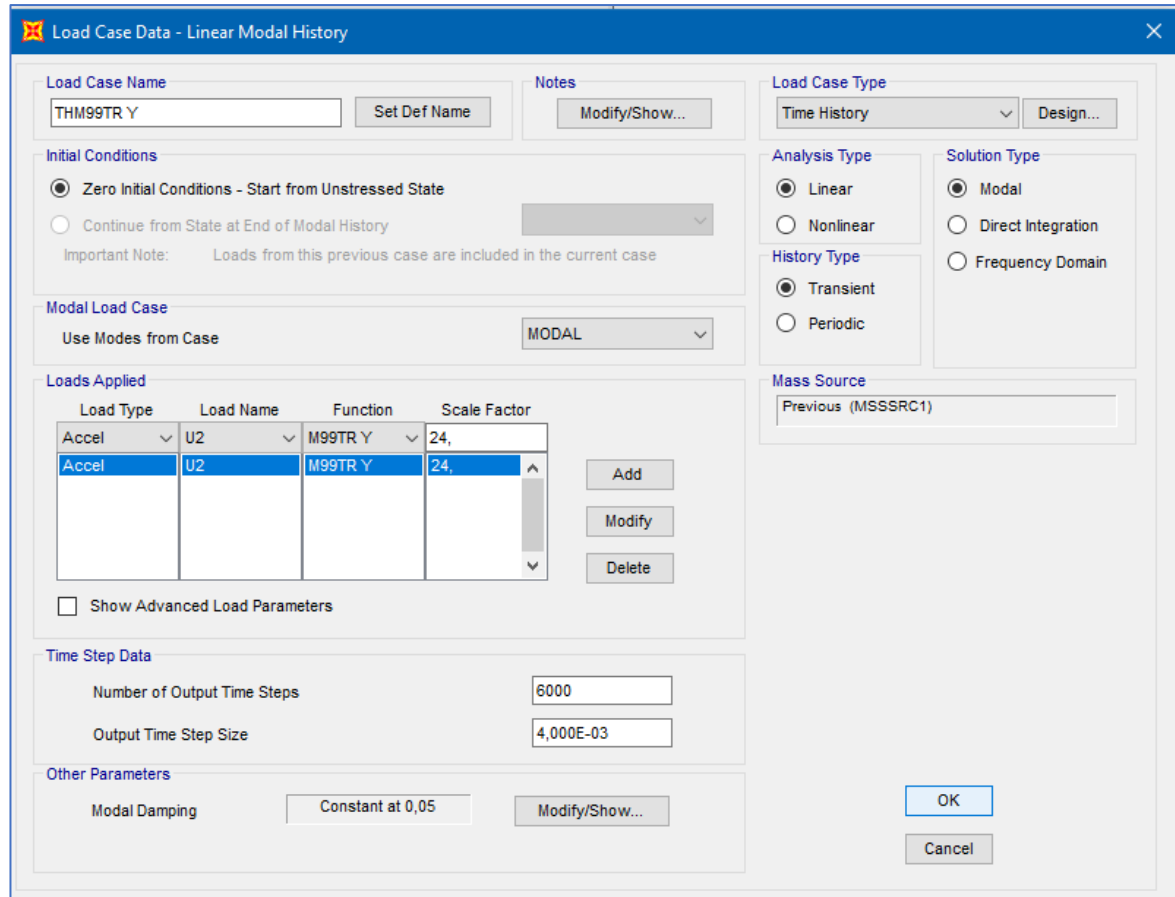 Load Case Data - Linear Modal History
Load Case Name
THM99TR Y
Set Def Name
Notes
Modify/Show...
Load Case Type
Time History
Design...
Initial Conditions
Zero Initial Conditions - Start from Unstressed State
Continue from State at End of Modal History
Important Note: Loads from this previous case are included in the current case
Analysis Type
Linear
Nonlinear
Solution Type
Modal
Direct Integration
Frequency Domain
History Type
Transient
Periodic
Modal Load Case
Use Modes from Case
MODAL
Loads Applied
Load Type Load Name Function Scale Factor
Accel U2 M99TR Y 24,
Accel U2 M99TR Y 24,
Add
Modify
Delete
Show Advanced Load Parameters
Mass Source
Previous (MSSSRC1)
Time Step Data
Number of Output Time Steps 6000
Output Time Step Size 4,000E-03
Other Parameters
Modal Damping Constant at 0,05 Modify/Show...
OK
Cancel